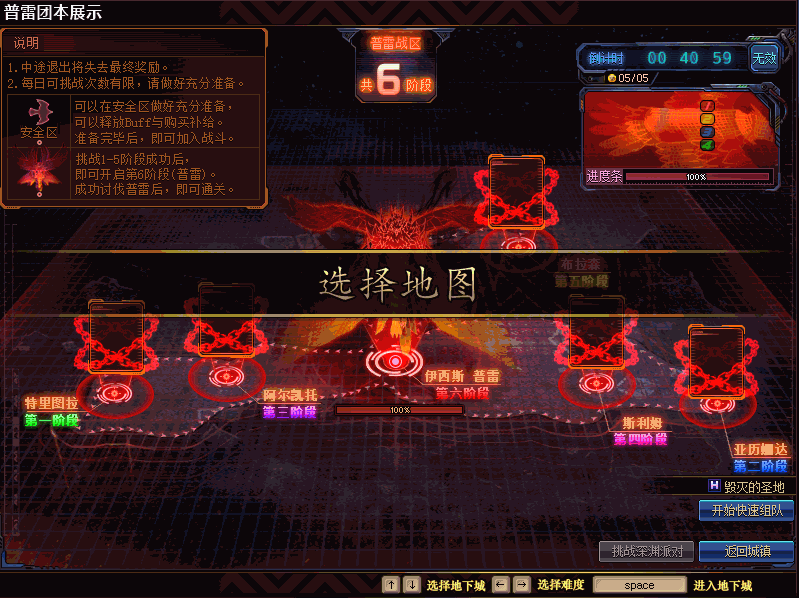 普雷团本展示
说明
1.中途退出将失去最终奖励。
2.每日可挑战次数有限，请做好充分准备。
安全区
可以在安全区做好充分准备，
可以释放Buff与购买补给。
准备完毕后，即可加入战斗。
挑战1-5阶段成功后，
即可开启第6阶段(普雷)。
成功讨伐普雷后，即可通关。
普雷战区
共6阶段
倒计时 00 40 59 无效
05/05
1
2
3
4
进度条 100%
布拉森
第五阶段
选择地图
特里图拉
第一阶段
阿尔凯托
第三阶段
伊西斯 普雷
第六阶段
100%
斯利姆
第四阶段
亚历姗达
第二阶段
H 毁灭的圣地
开始快速组队
挑战深渊派对
返回城镇
↑ ↓ 选择地下城 ← → 选择难度 space 进入地下城